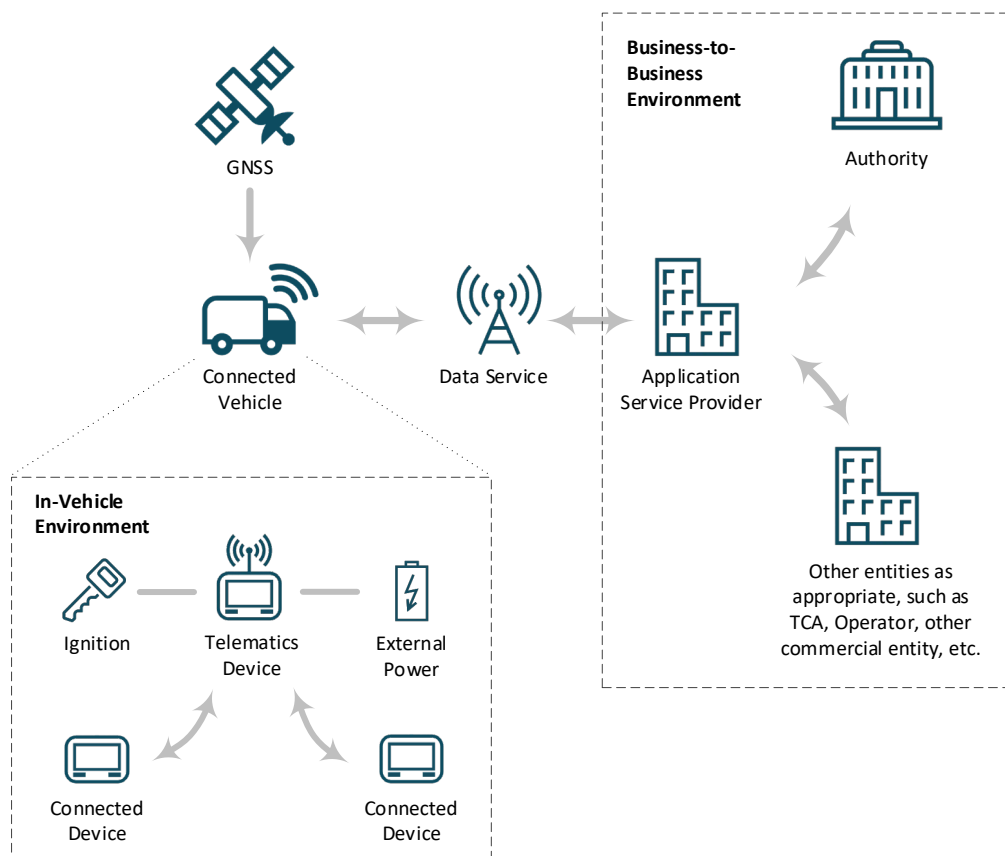 Business-to-
Business
Environment
Authority
GNSS
Connected
Vehicle
Data Service
Application
Service Provider
In-Vehicle
Environment
Ignition
Telematics
Device
External
Power
Connected
Device
Connected
Device
Other entities as
appropriate, such as
TCA, Operator, other
commercial entity, etc.